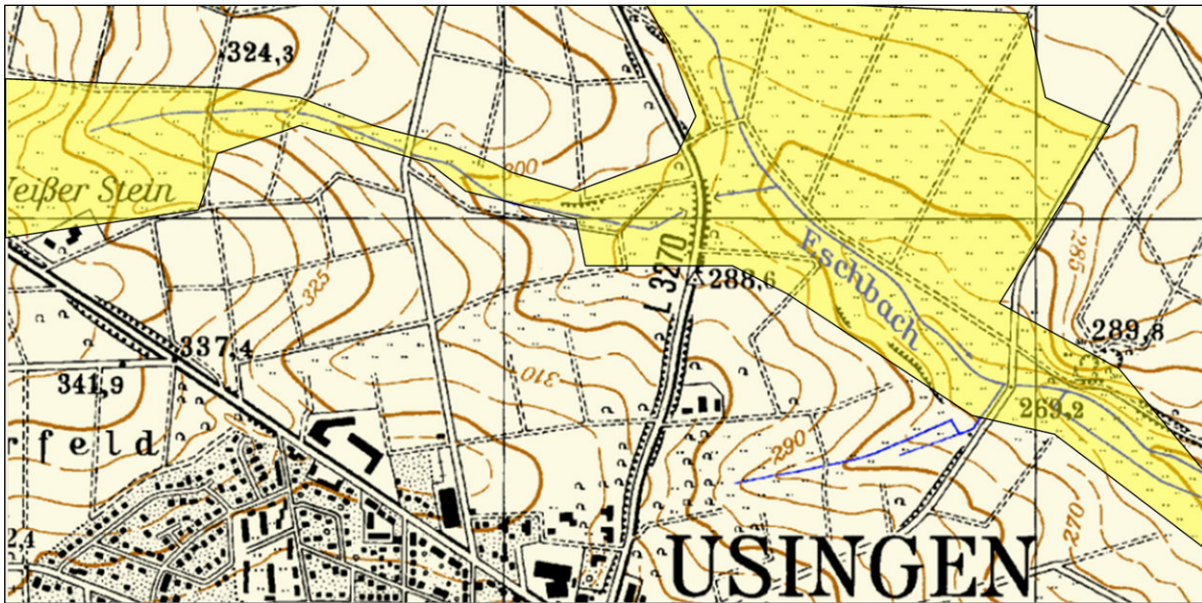 324,3
Weißer Stein
300
L 3270
288,6
Eschbach
285
289,8
325
337,4
341,9
310
269,2
rfeld
290
270
USINGEN